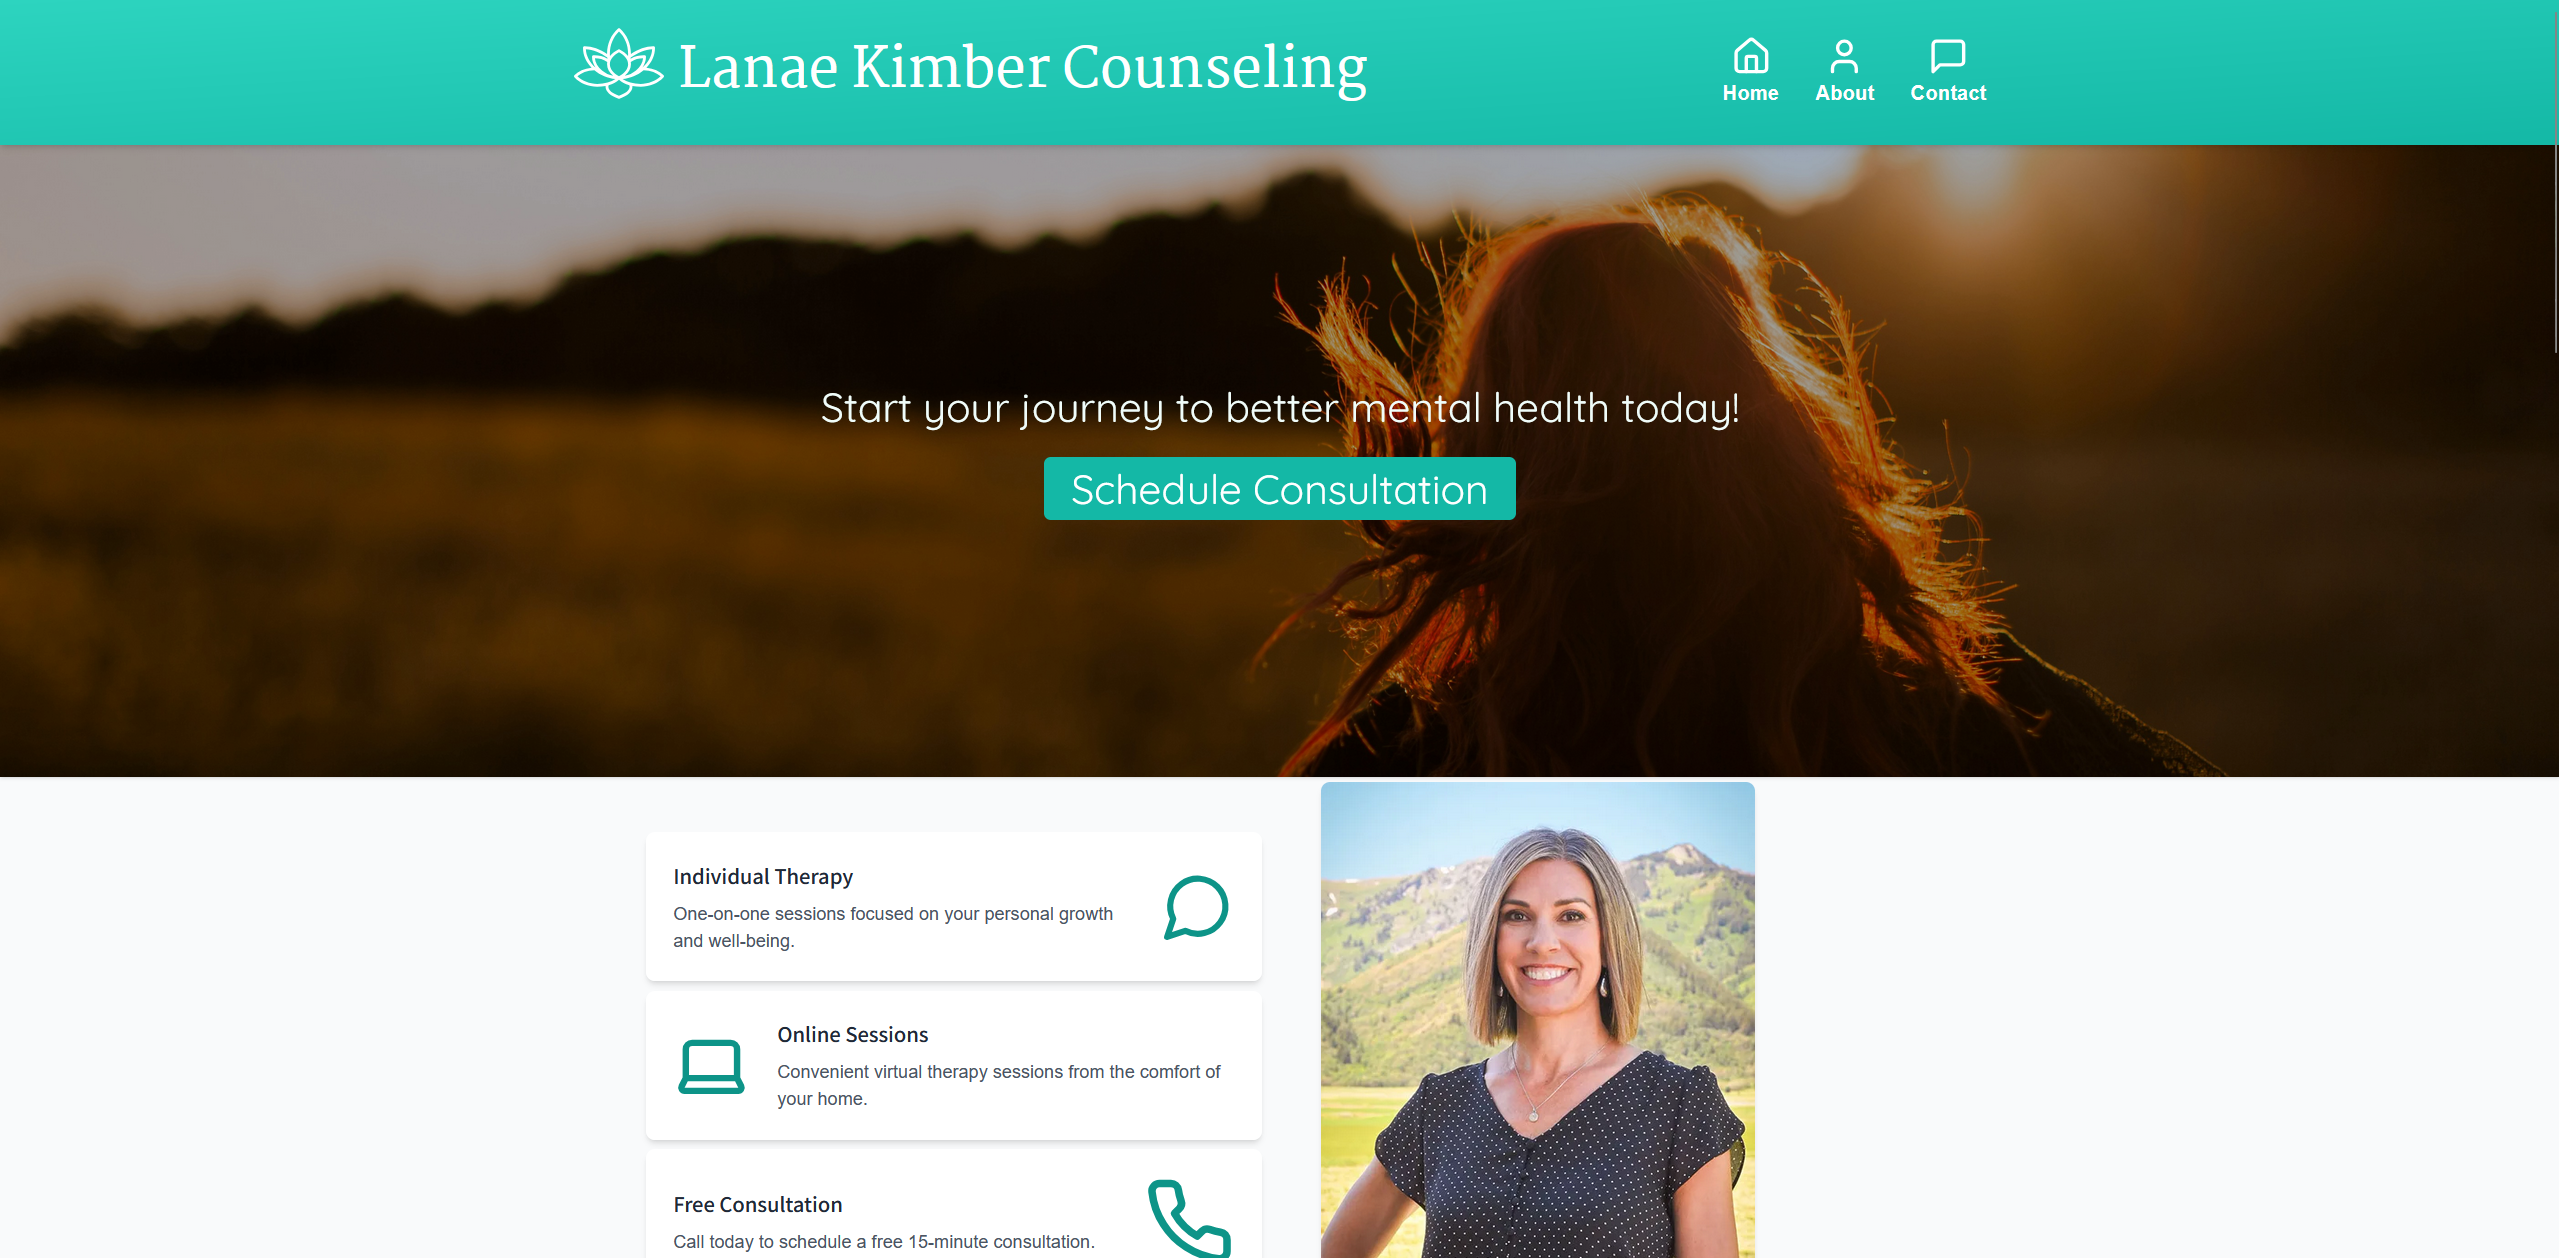 Lanae Kimber Counseling
Home
About
Contact
Start your journey to better mental health today!
Schedule Consultation
Individual Therapy
One-on-one sessions focused on your personal growth
and well-being.
Online Sessions
Convenient virtual therapy sessions from the comfort of
your home.
Free Consultation
Call today to schedule a free 15-minute consultation.